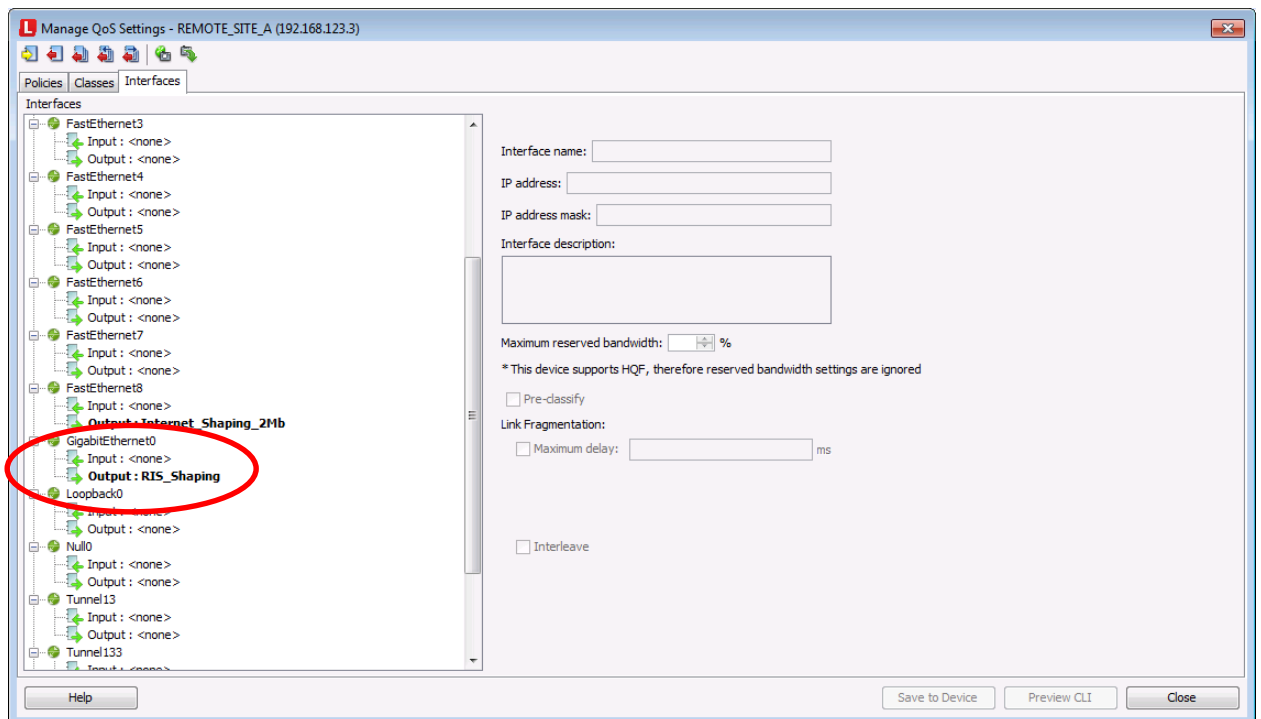 Manage QoS Settings - REMOTE_SITE_A (192.168.123.3)
Policies Classes Interfaces
Interfaces
FastEthernet3
Input : <none>
Output : <none>
FastEthernet4
Input : <none>
Output : <none>
FastEthernet5
Input : <none>
Output : <none>
FastEthernet6
Input : <none>
Output : <none>
FastEthernet7
Input : <none>
Output : <none>
FastEthernet8
Input : <none>
Output : Internet_Shaping_2Mb
GigabitEthernet0
Input : <none>
Output : RIS_Shaping
Loopback0
Input : <none>
Output : <none>
Null0
Input : <none>
Output : <none>
Tunnel13
Input : <none>
Output : <none>
Tunnel133
Input : <none>
Interface name:
IP address:
IP address mask:
Interface description:
Maximum reserved bandwidth: %
* This device supports HQF, therefore reserved bandwidth settings are ignored
Pre-classify
Link Fragmentation:
Maximum delay: ms
Interleave
Help Save to Device Preview CLI Close